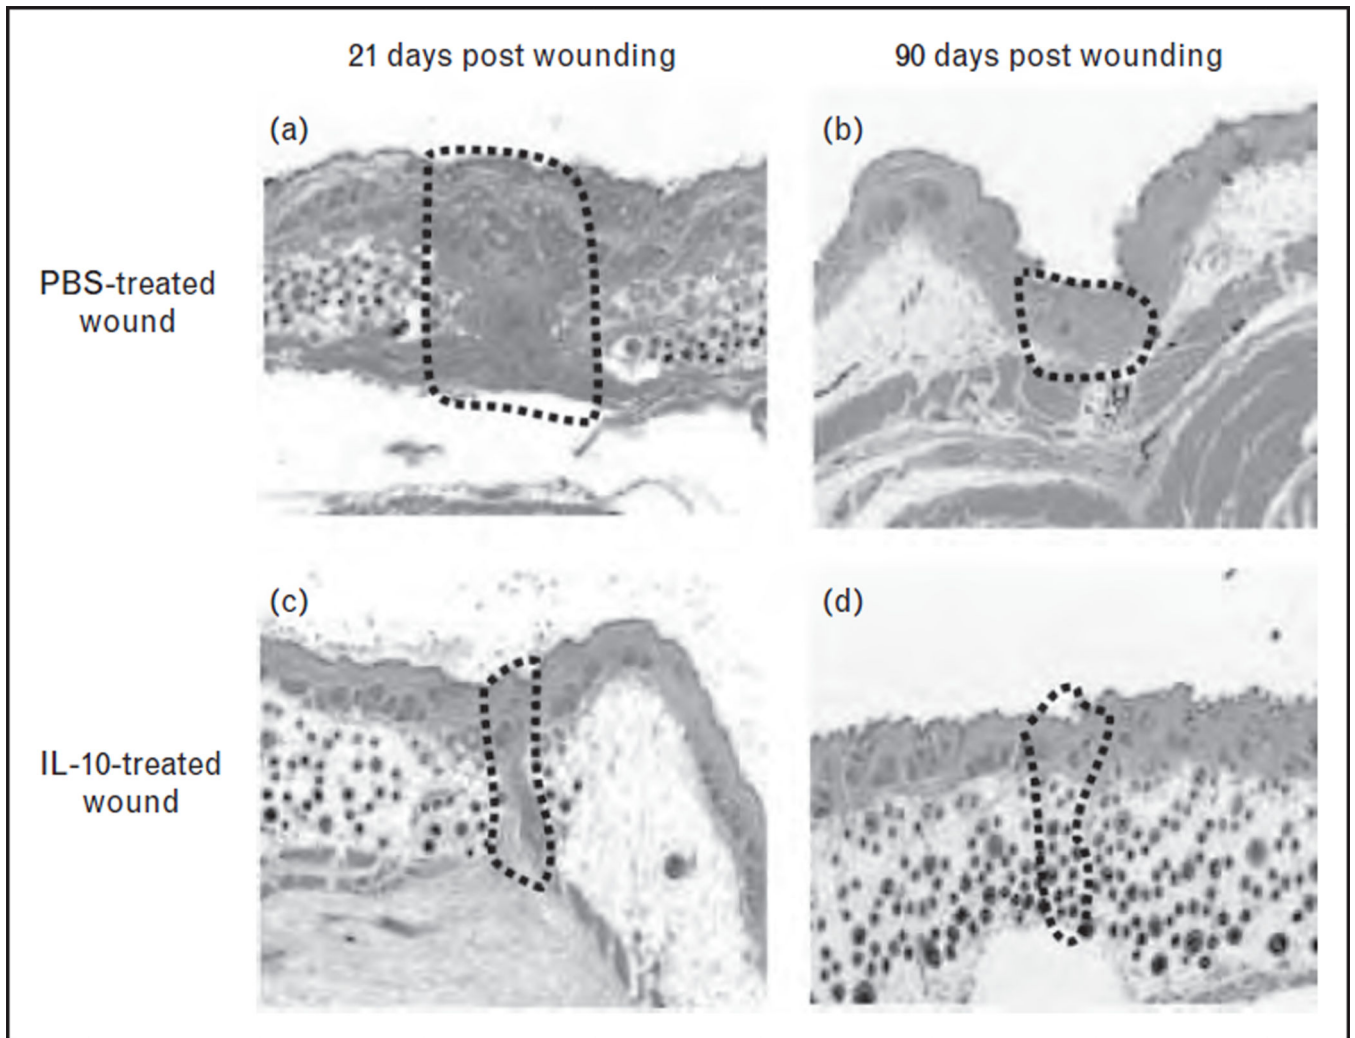 21 days post wounding
90 days post wounding
(a)
(b)
PBS-treated
wound
(c)
(d)
IL-10-treated
wound